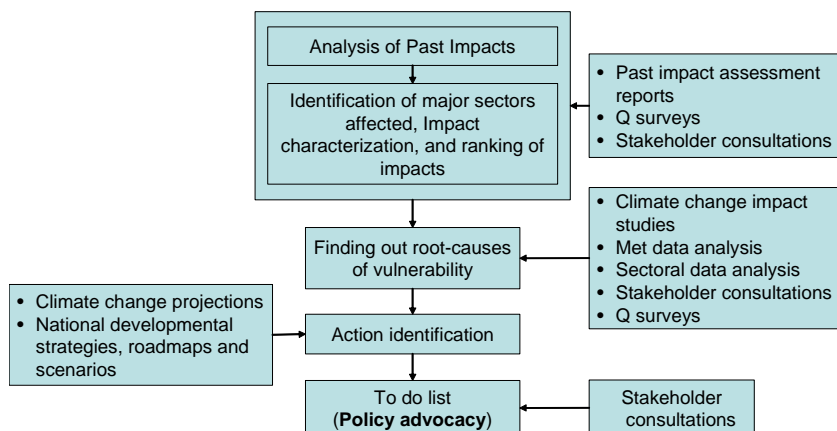 Analysis of Past Impacts
Identification of major sectors
affected, Impact
characterization, and ranking of
impacts
• Past impact assessment
reports
• Q surveys
• Stakeholder consultations
Finding out root-causes
of vulnerability
• Climate change impact
studies
• Met data analysis
• Sectoral data analysis
• Stakeholder consultations
• Q surveys
• Climate change projections
• National developmental
strategies, roadmaps and
scenarios
Action identification
To do list
(Policy advocacy)
Stakeholder
consultations